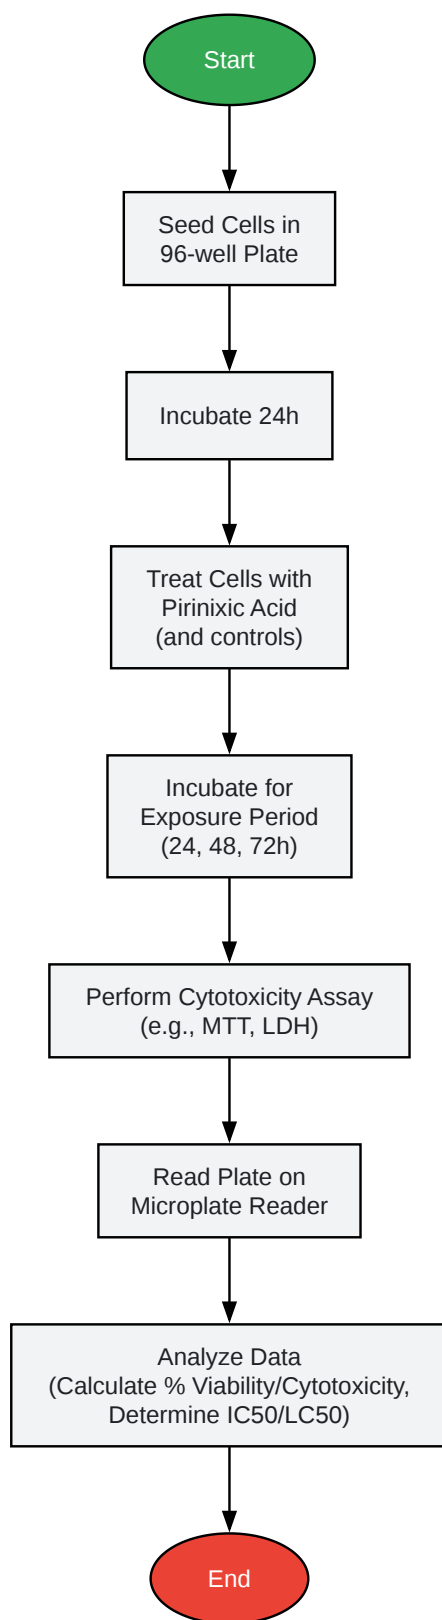 Start
Seed Cells in
96-well Plate
Incubate 24h
Treat Cells with
Pirinixic Acid
(and controls)
Incubate for
Exposure Period
(24, 48, 72h)
Perform Cytotoxicity Assay
(e.g., MTT, LDH)
Read Plate on
Microplate Reader
Analyze Data
(Calculate % Viability/Cytotoxicity,
Determine IC50/LC50)
End